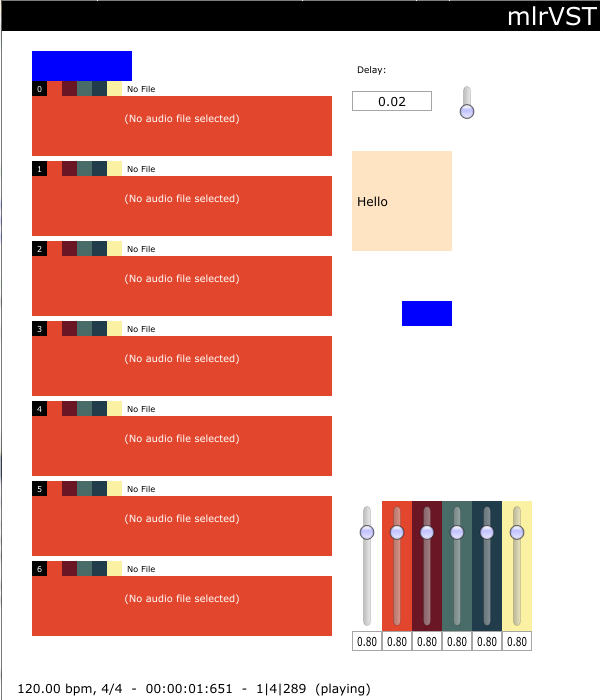 mlrVST
Delay:
0 No File
0.02
(No audio file selected)
1 No File
(No audio file selected)
Hello
2 No File
(No audio file selected)
3 No File
(No audio file selected)
4 No File
(No audio file selected)
5 No File
(No audio file selected)
6 No File
(No audio file selected)
0.80 0.80 0.80 0.80 0.80 0.80
120.00 bpm, 4/4 - 00:00:01:651 - 1|4|289 (playing)